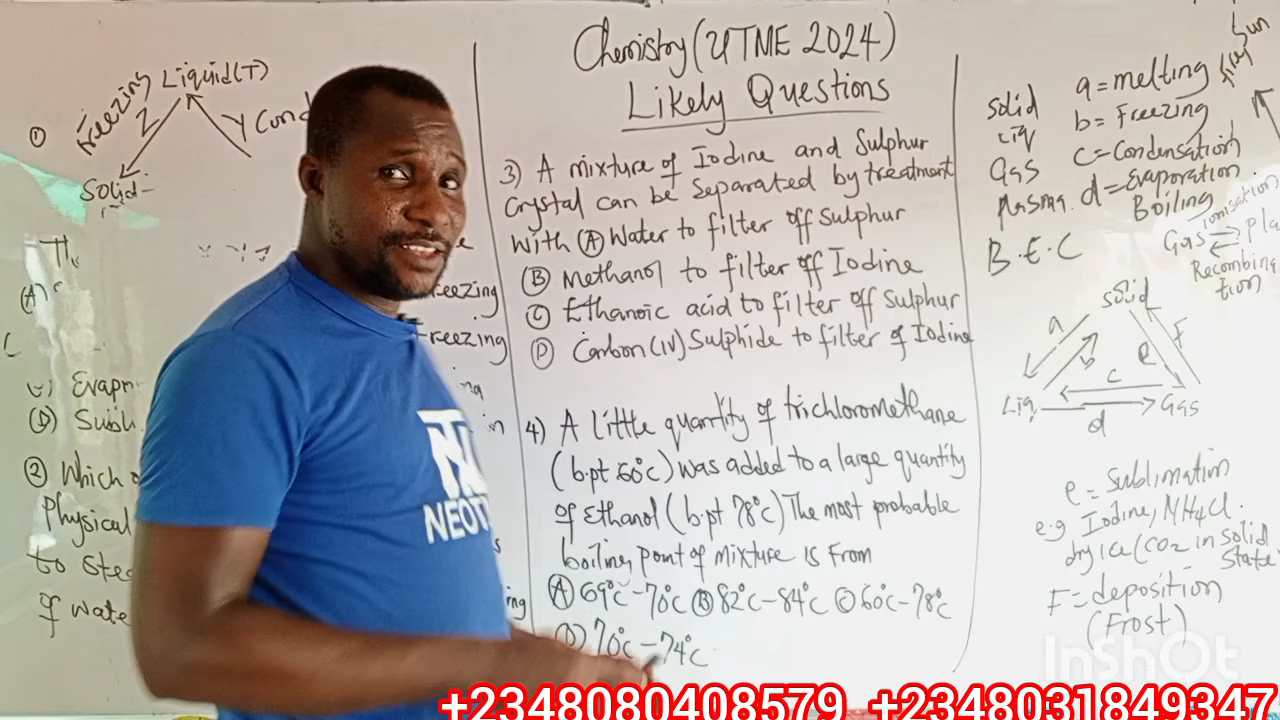 Chemistry (UTME 2024)
Likely Questions
①
Freezing
Liquid(T)
Z
Y Cond
Solid
(A)
Freezing
Freezing
(D) Subli
② Which
Physical
to Stea
of Wate
3) A mixture of Iodine and Sulphur
Crystal can be separated by treatment
with Ⓐ Water to filter off Sulphur
Ⓑ Methanol to filter off Iodine
Ⓒ Ethanoic acid to filter off Sulphur
Ⓓ Carbon(IV) Sulphide to filter of Iodine
4) A little quantity of trichloromethane
(b.pt 60°C) was added to a large quantity
of Ethanol (b.pt 78°C) The most probable
boiling point of mixture is From
Ⓐ 69°C-70°C Ⓑ 82°C-84°C Ⓒ 60°C-78°C
70°C-74°C
Solid
Liq
Gas
Plasma
B.E.C
a = melting
b = Freezing
c = Condensation
d = Evaporation
Boiling
Sun
ionisation
Gas Pla
Recombina
tion
Solid
a
b
e
F
c
Liq
Gas
d
e = Sublimation
e.g Iodine, NH4Cl.
dry ice (CO2 in Solid
State
F = deposition
(Frost)
NEOT
InShOt
+2348080408579 +2348031849347